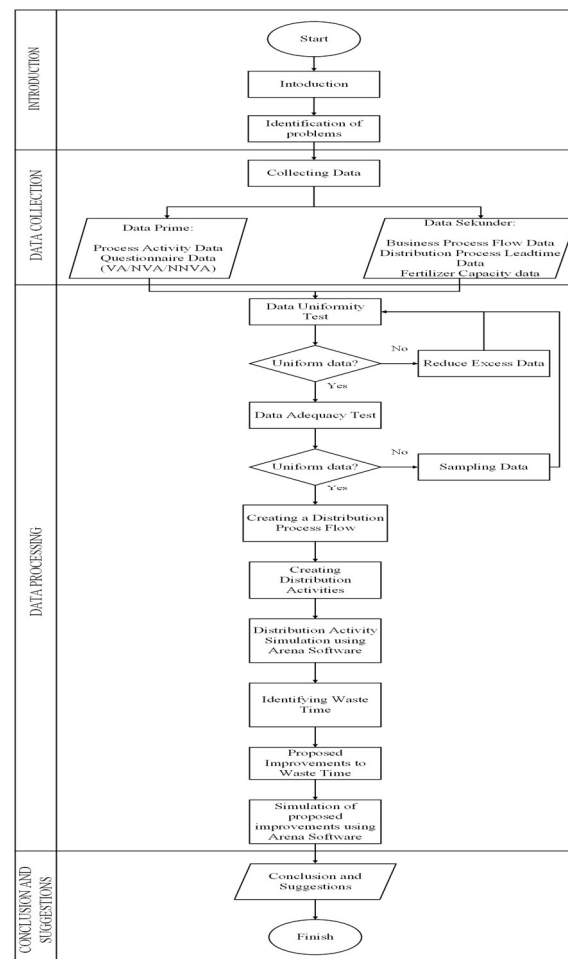 INTRODUCTION
Start
Intoduction
Identification of
problems
DATA COLLECTION
Collecting Data
Data Prime:
Process Activity Data
Questionnaire Data
(VA/NVA/NNVA)
Data Sekunder:
Business Process Flow Data
Distribution Process Leadtime
Data
Fertilizer Capacity data
DATA PROCESSING
Data Uniformity
Test
Uniform data?
No
Reduce Excess Data
Yes
Data Adequacy Test
Uniform data?
No
Sampling Data
Yes
Creating a Distribution
Process Flow
Creating
Distribution
Activities
Distribution Activity
Simulation using
Arena Software
Identifying Waste
Time
Proposed
Improvements to
Waste Time
Simulation of
proposed
improvements using
Arena Software
CONCLUSION AND
SUGGESTIONS
Conclusion and
Suggestions
Finish